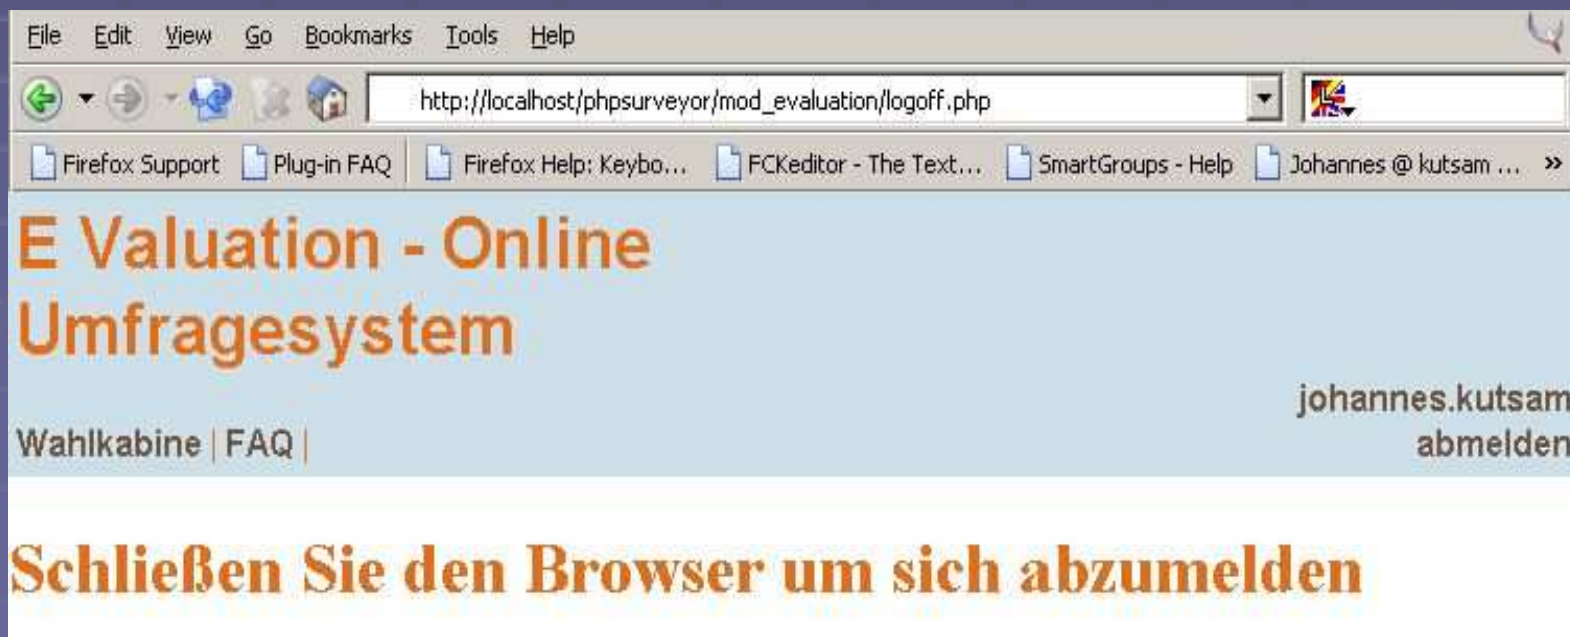 File Edit View Go Bookmarks Tools Help
http://localhost/phpsurveyor/mod_evaluation/logoff.php
Firefox Support Plug-in FAQ Firefox Help: Keybo... FCKeditor - The Text... SmartGroups - Help Johannes @ kutsam ... »
E Valuation - Online
Umfragesystem
johannes.kutsam
Wahlkabine | FAQ | abmelden
Schließen Sie den Browser um sich abzumelden